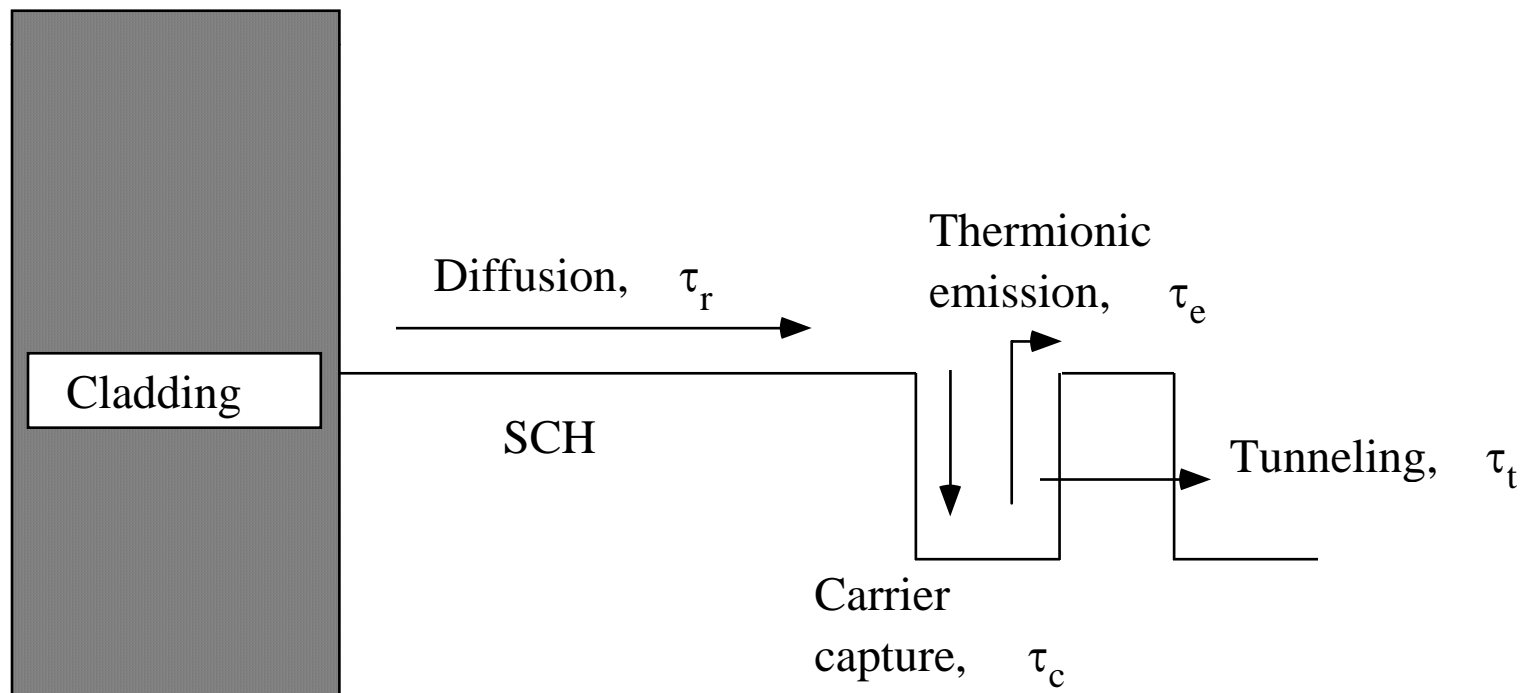 Thermionic
emission, τe
Diffusion, τr
Cladding
SCH
Tunneling, τt
Carrier
capture, τc